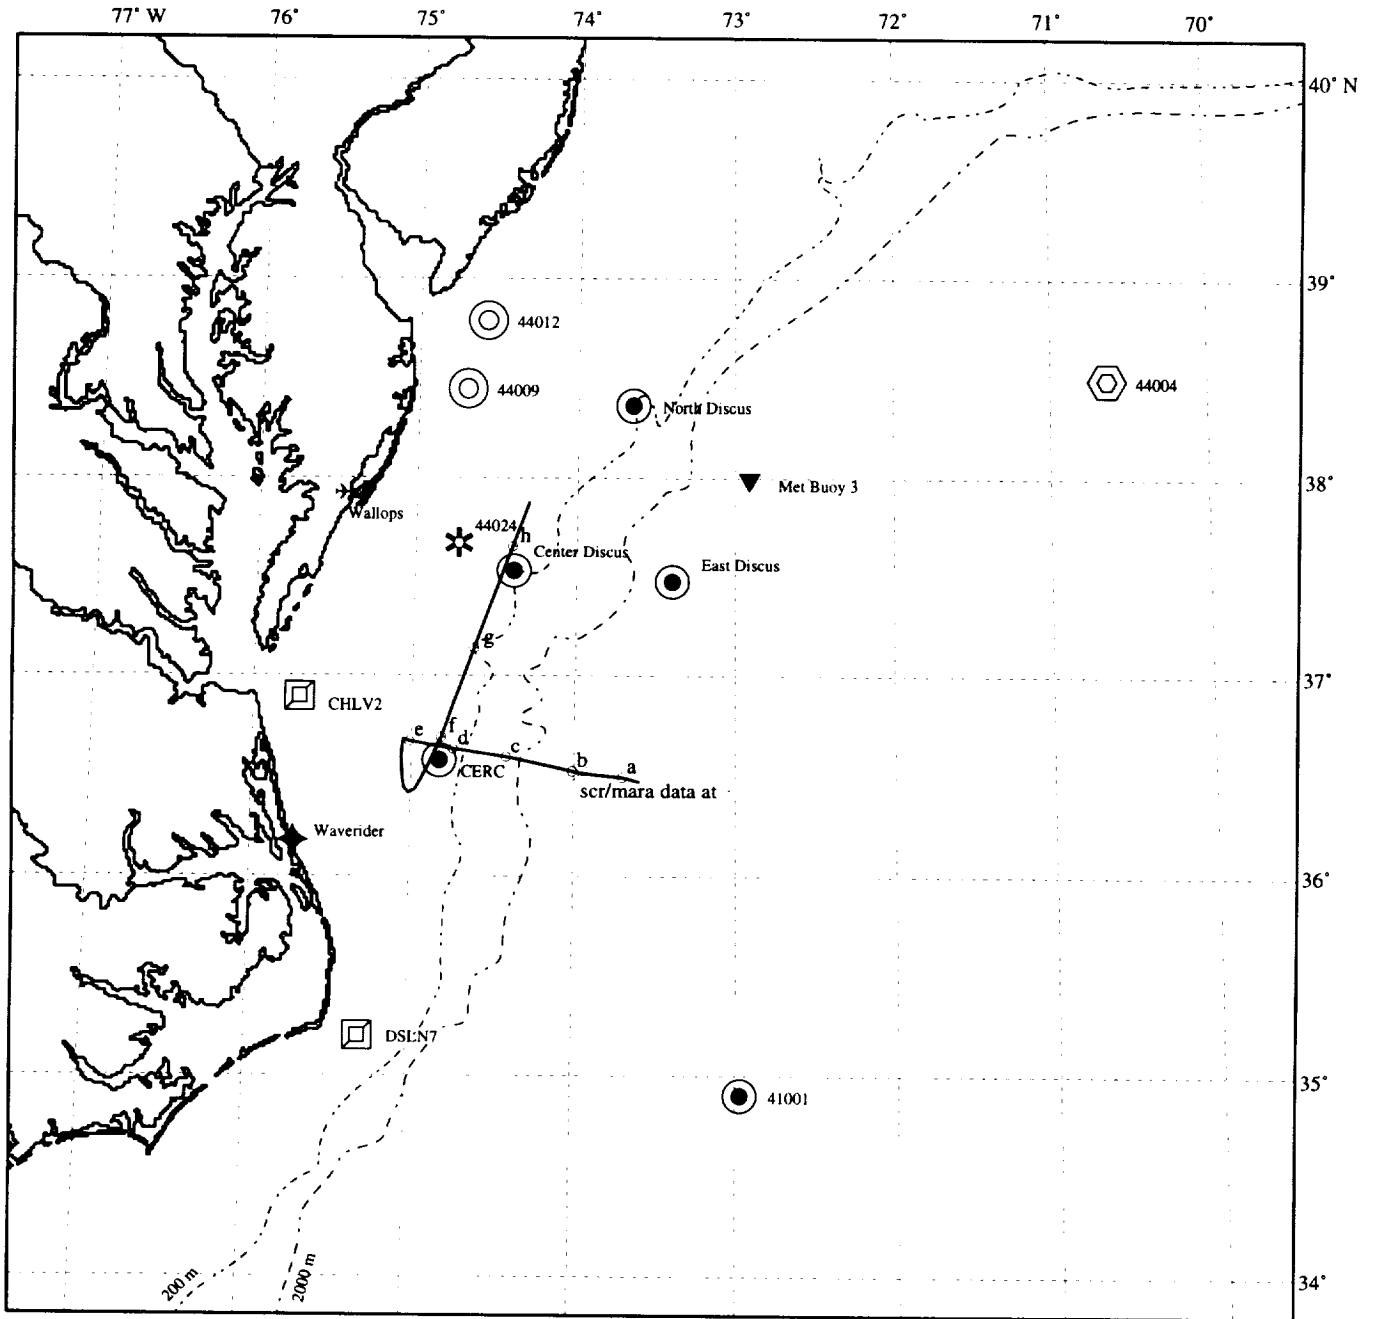 77° W 76° 75° 74° 73° 72° 71° 70°
40° N
39°
44012
44009
44004
North Discus
38°
Met Buoy 3
Wallops
44024
h
Center Discus
East Discus
g
37°
CHLV2
f
e
d
c
b
a
CERC
scr/mara data at
Waverider
36°
DSLN7
35°
41001
200 m
2000 m
34°